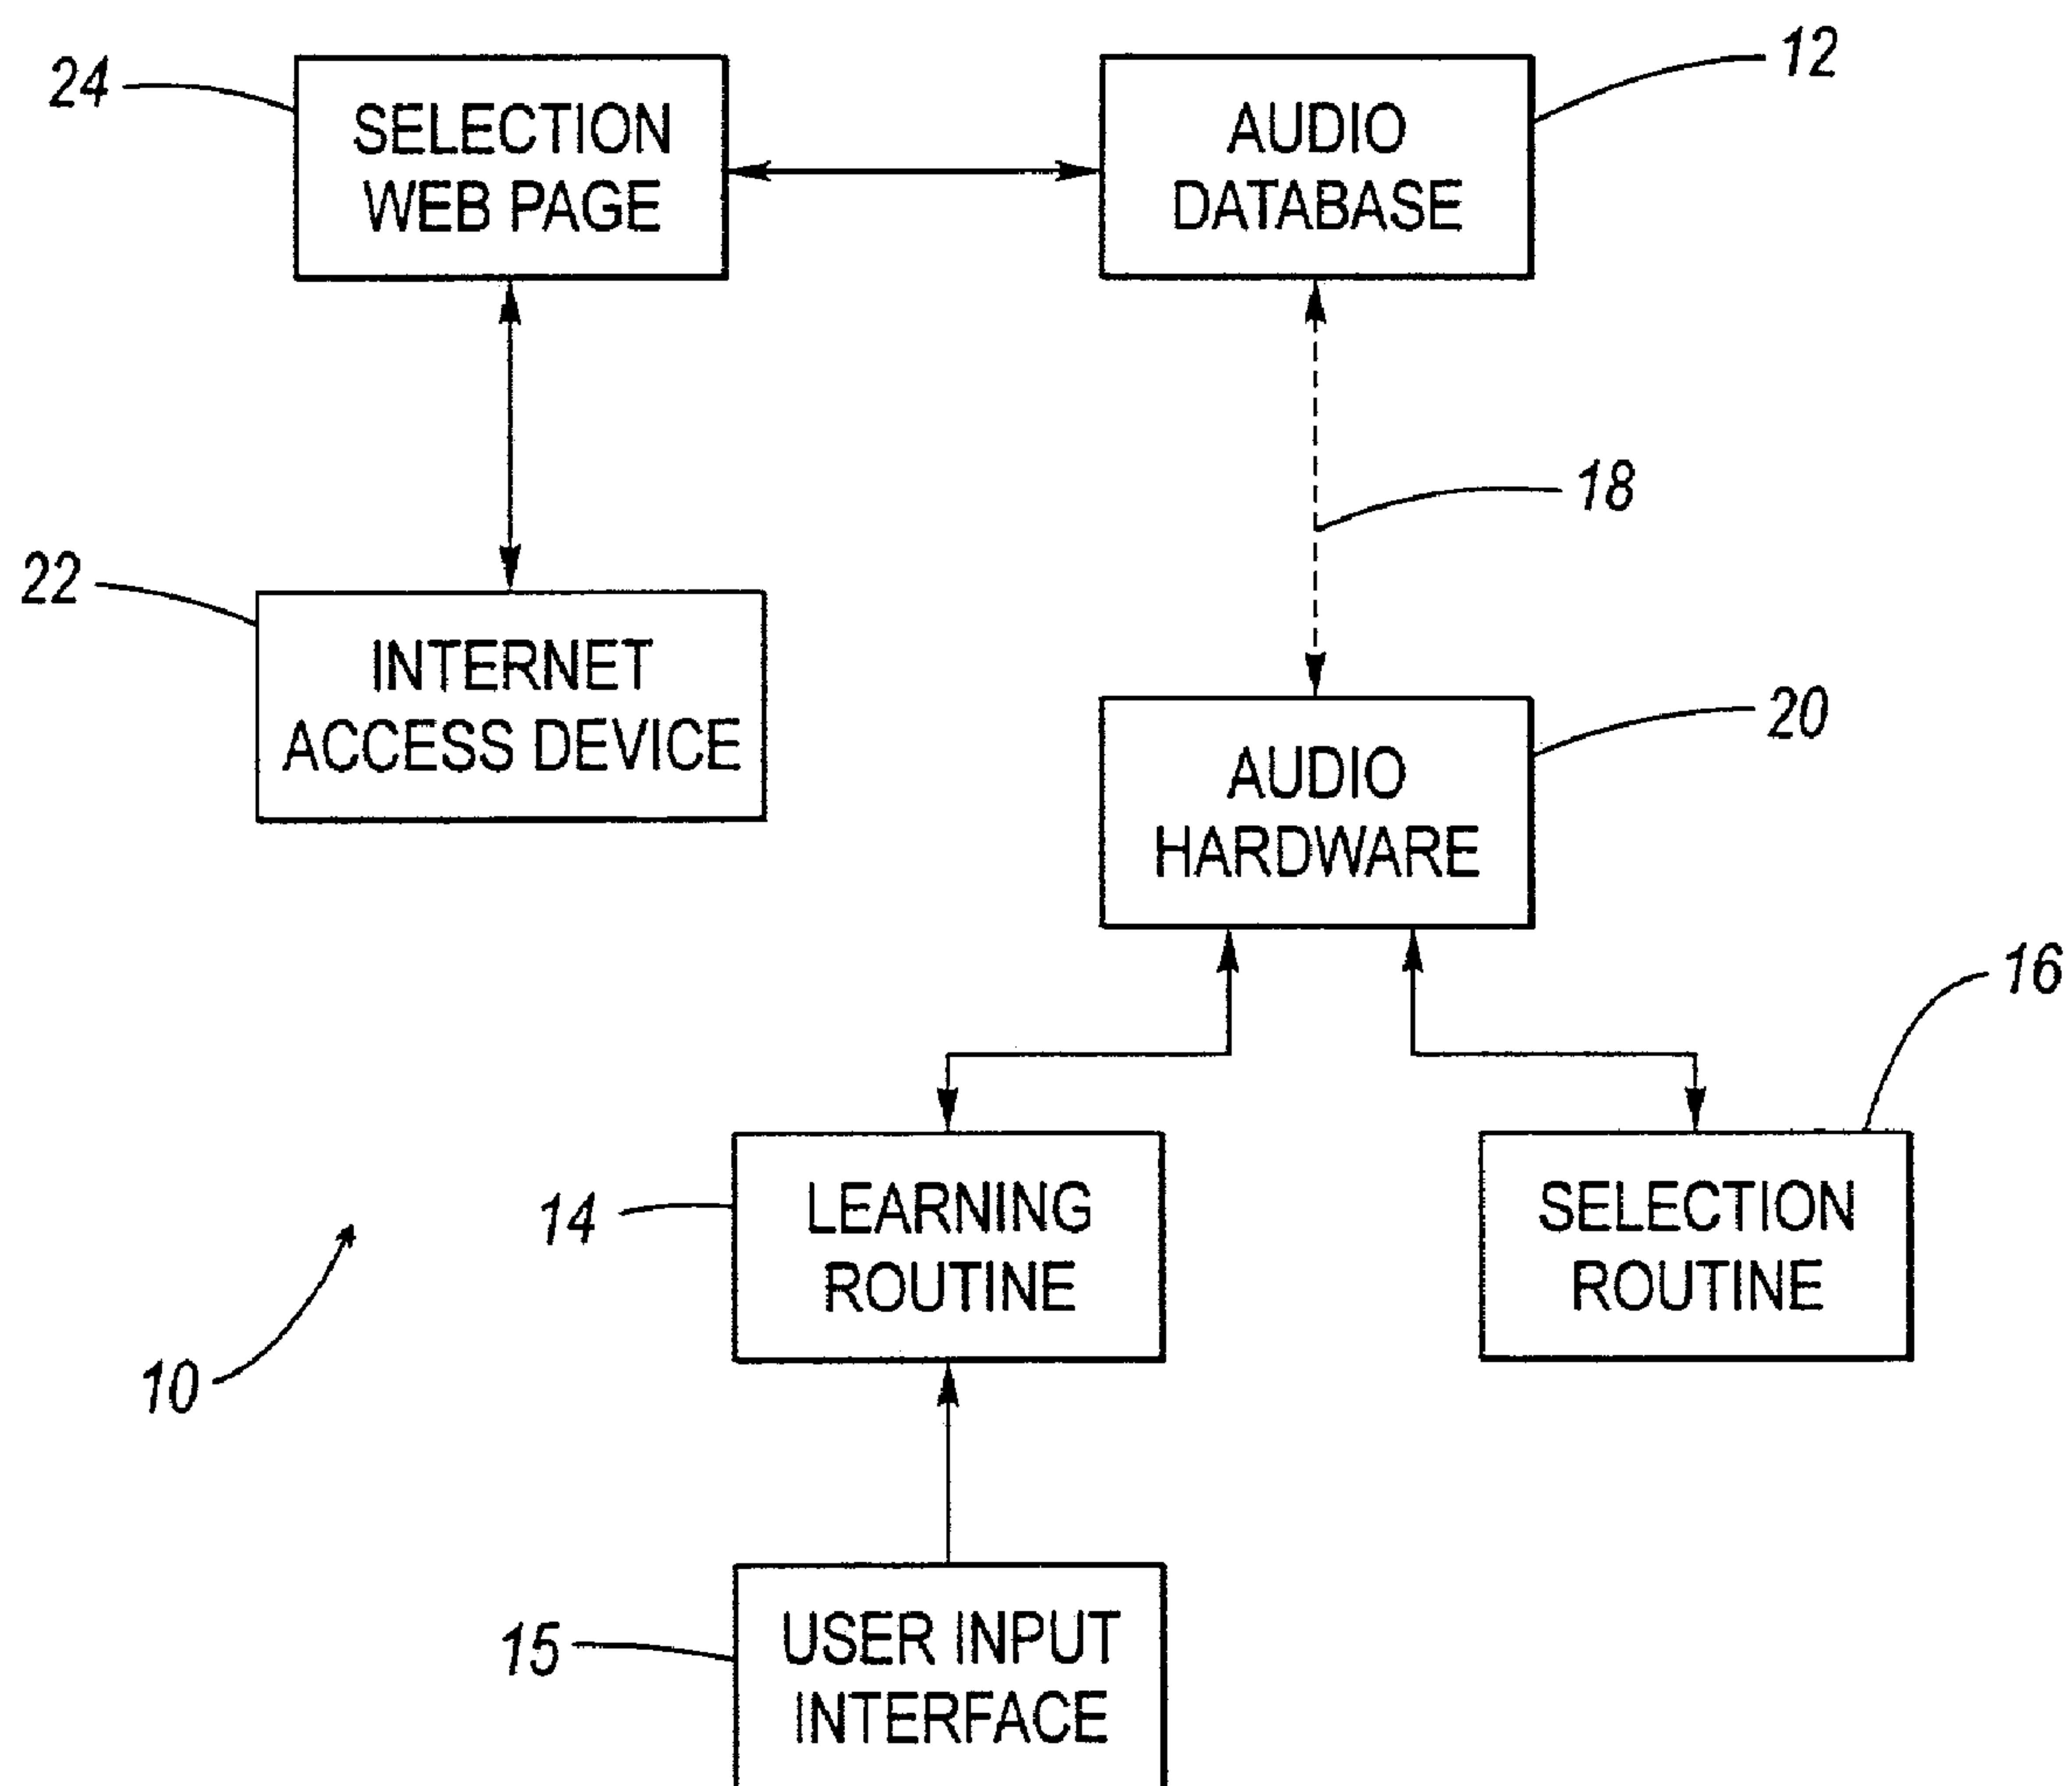 24
SELECTION
WEB PAGE
12
AUDIO
DATABASE
18
22
INTERNET
ACCESS DEVICE
20
AUDIO
HARDWARE
16
14
LEARNING
ROUTINE
SELECTION
ROUTINE
10
15
USER INPUT
INTERFACE